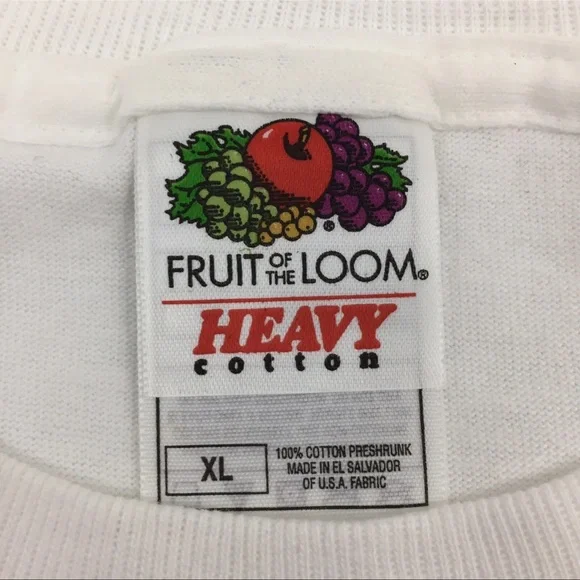 ®
FRUIT OF THE LOOM®
HEAVY
cotton
XL
100% COTTON PRESHRUNK
MADE IN EL SALVADOR
of U.S.A. FABRIC